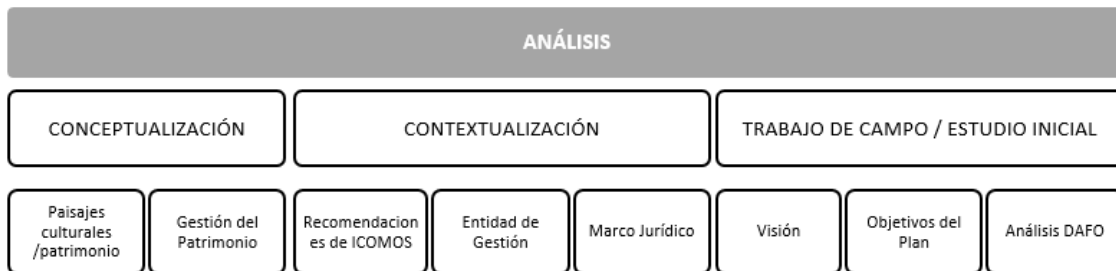 ANÁLISIS
CONCEPTUALIZACIÓN
CONTEXTUALIZACIÓN
TRABAJO DE CAMPO / ESTUDIO INICIAL
Paisajes
culturales
/patrimonio
Gestión del
Patrimonio
Recomendacion
es de ICOMOS
Entidad de
Gestión
Marco Jurídico
Visión
Objetivos del
Plan
Análisis DAFO